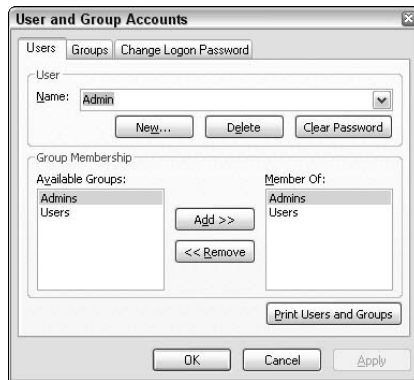 User and Group Accounts
Users Groups Change Logon Password
User
Name: Admin
New... Delete Clear Password
Group Membership
Available Groups: Member Of:
Admins Admins
Users Users
Add >>
<< Remove
Print Users and Groups
OK Cancel Apply